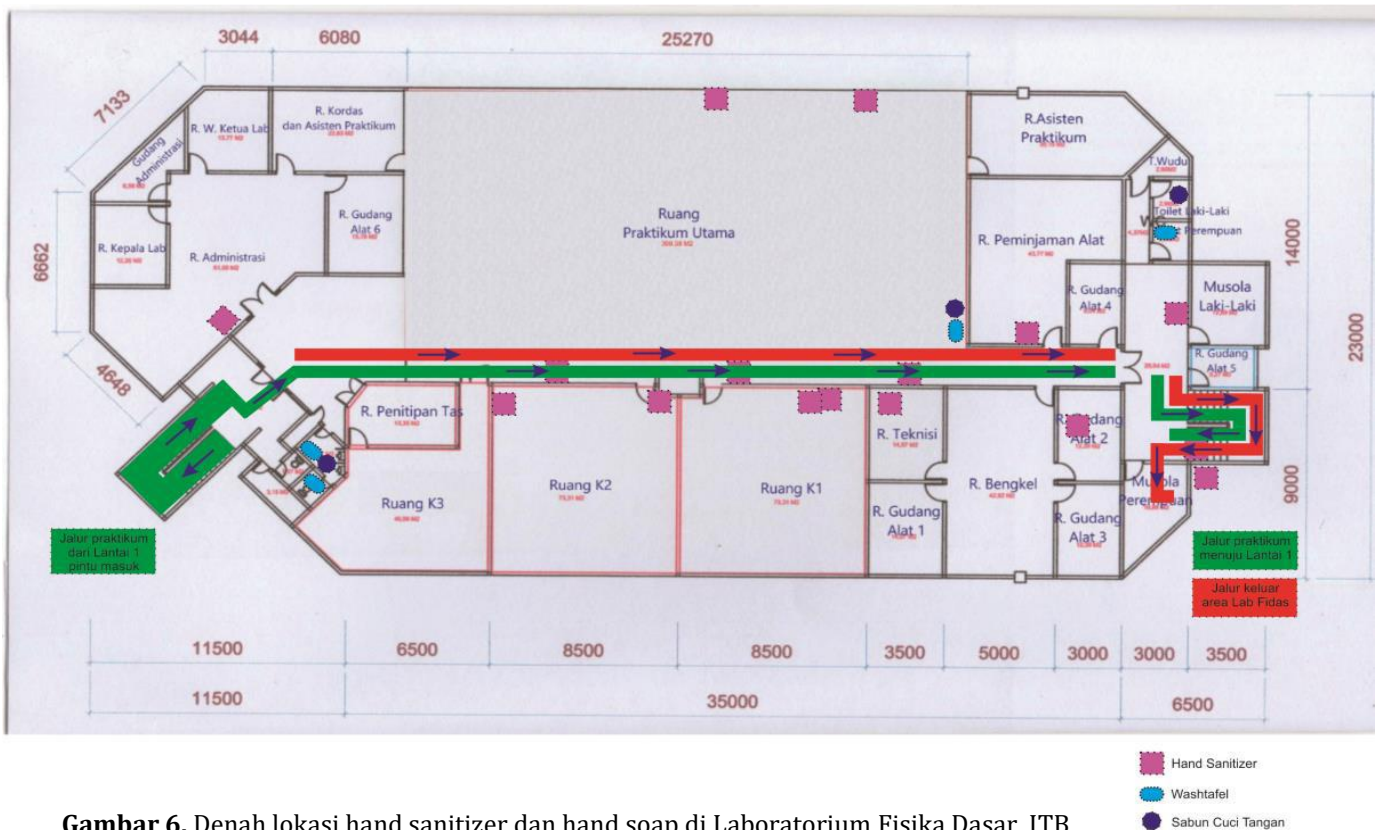 3044
6080
25270
7133
R. W. Ketua Lab
R. Kordas
dan Asisten Praktikum
Gudang
Administrasi
R.Asisten
Praktikum
T.Wudu
R. Gudang
Alat 6
Ruang
Praktikum Utama
R. Peminjaman Alat
Toilet Laki-Laki
Perempuan
14000
6662
R. Kepala Lab
R. Administrasi
R. Gudang
Alat 4
Musola
Laki-Laki
23000
4648
R. Gudang
Alat 5
R. Penitipan Tas
R. Teknisi
R. Gudang
Alat 2
Ruang K3
Ruang K2
Ruang K1
R. Bengkel
Musola
Perempuan
9000
R. Gudang
Alat 1
R. Gudang
Alat 3
Jalur praktikum
dari Lantai 1
pintu masuk
Jalur praktikum
menuju Lantai 1
Jalur keluar
area Lab Fidas
11500
6500
8500
8500
3500
5000
3000
3000
3500
11500
35000
6500
Hand Sanitizer
Washtafel
Sabun Cuci Tangan
Gambar 6. Denah lokasi hand sanitizer dan hand soap di Laboratorium Fisika Dasar, ITB